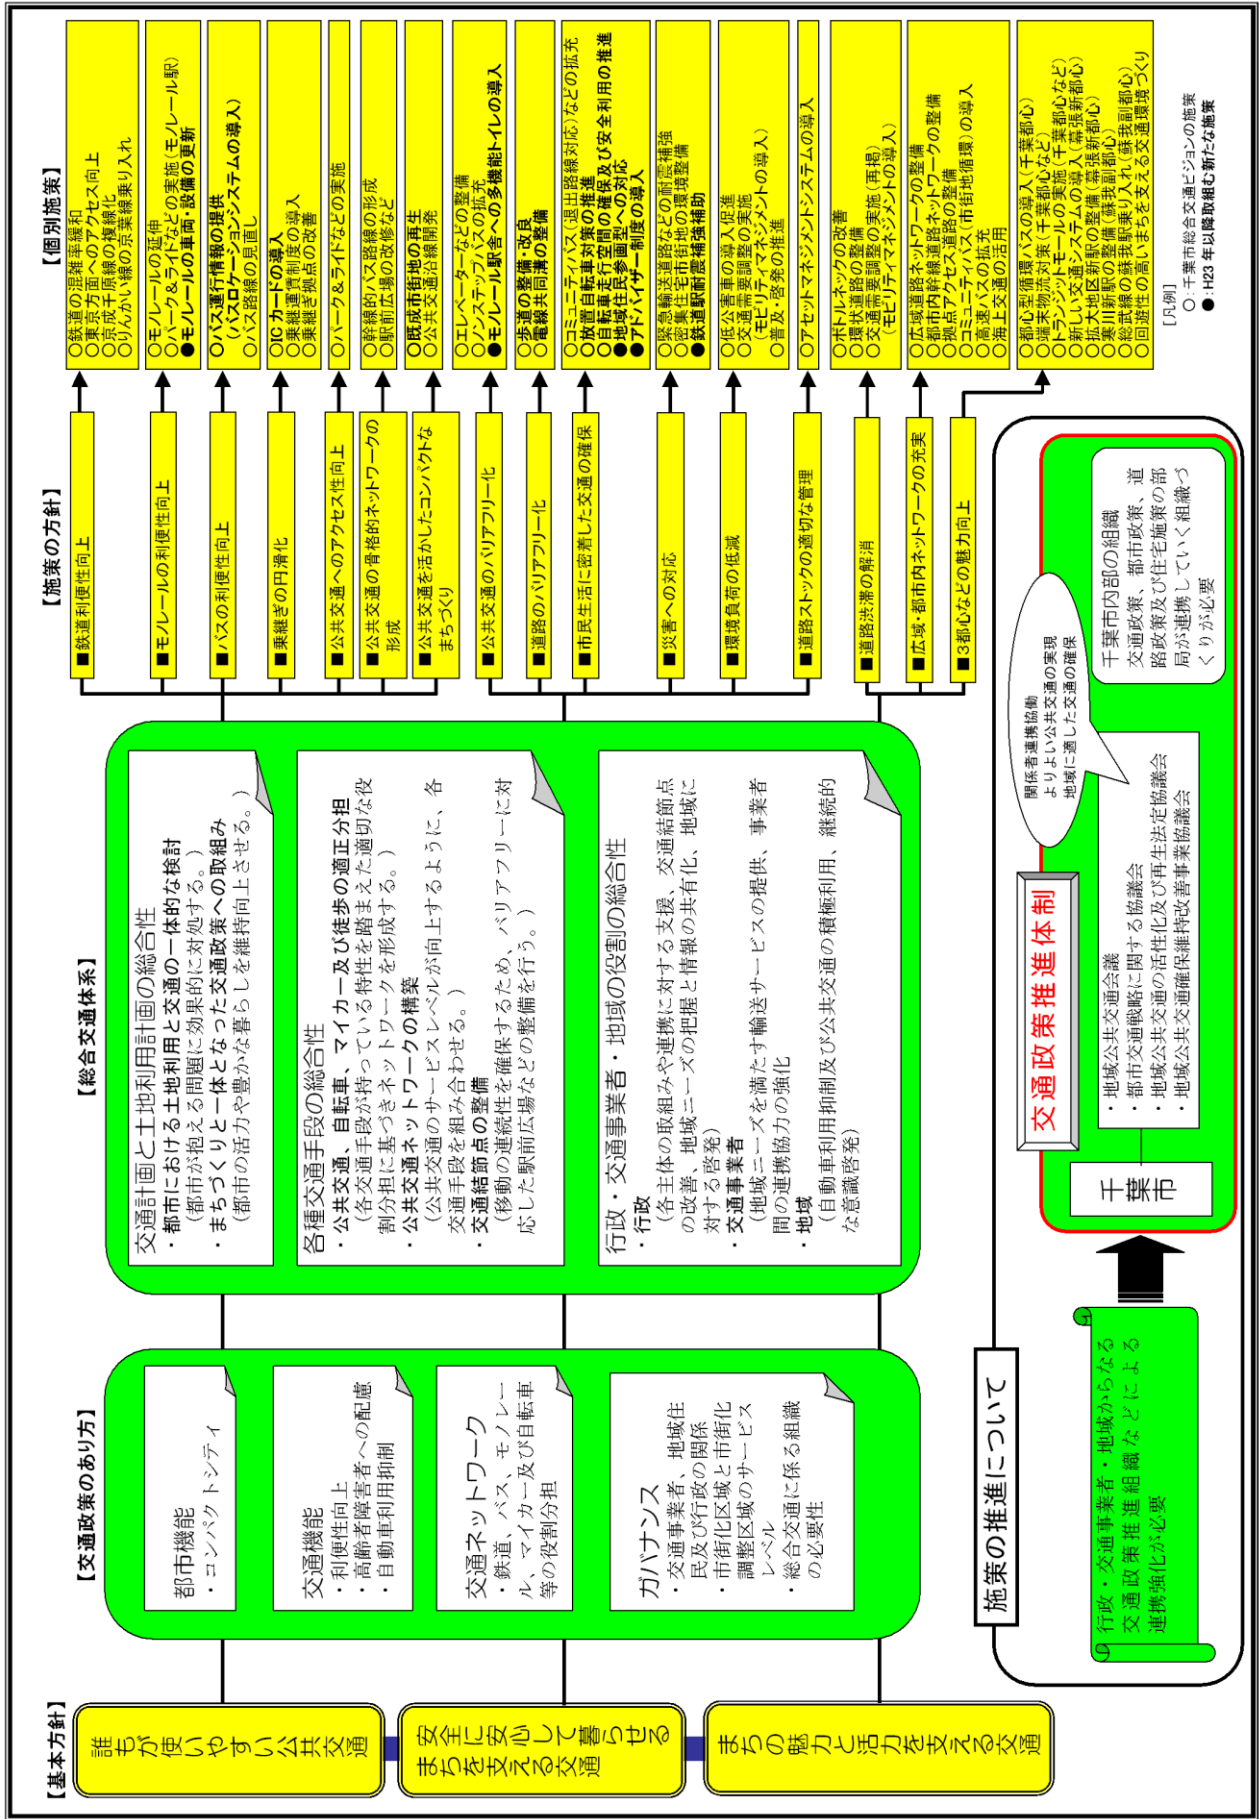 【基本方針】
誰もが使いやすい公共交通
安全に安心して暮らせる
まちを支える交通
まちの魅力と活力を支える交通
【交通政策のあり方】
都市機能
・コンパクトシティ
交通機能
・利便性向上
・高齢者障害者への配慮
・自動車利用抑制
交通ネットワーク
・鉄道、バス、モノレー
ル、マイカー及び自転車
等の役割分担
ガバナンス
・交通事業者、地域住
民及び行政の関係
・市街化区域と市街化
調整区域のサービス
レベル
・総合交通に係る組織
の必要性
【総合交通体系】
交通計画と土地利用計画の総合性
・都市における土地利用と交通の一体的な検討
(都市が抱える問題に効果的に対処する。)
・まちづくりと一体となった交通政策への取組み
(都市の活力や豊かな暮らしを維持向上させる。)
各種交通手段の総合性
・公共交通、自転車、マイカー及び徒歩の適正分担
(各交通手段が持っている特性を踏まえた適切な役
割分担に基づきネットワークを形成する。)
・公共交通ネットワークの構築
(公共交通のサービスレベルが向上するように、各
交通手段を組み合わせる。)
・交通結節点の整備
(移動の連続性を確保するため、バリアフリーに対
応した駅前広場などの整備を行う。)
行政・交通事業者・地域の役割の総合性
・行政
(各主体の取組みや連携に対する支援、交通結節点
の改善、地域ニーズの把握と情報の共有化、地域に
対する啓発)
・交通事業者
(地域ニーズを満たす輸送サービスの提供、事業者
間の連携協力の強化
・地域
(自動車利用抑制及び公共交通の積極利用、継続的
な意識啓発)
【施策の方針】
■鉄道利便性向上
■モノレールの利便性向上
■バスの利便性向上
■乗継ぎの円滑化
■公共交通へのアクセス性向上
■公共交通の骨格的ネットワークの
形成
■公共交通を活かしたコンパクトな
まちづくり
■公共交通のバリアフリー化
■道路のバリアフリー化
■市民生活に密着した交通の確保
■災害への対応
■環境負荷の低減
■道路ストックの適切な管理
■道路渋滞の解消
■広域・都市内ネットワークの充実
■3都心などの魅力向上
【個別施策】
○鉄道の混雑率緩和
○東京方面へのアクセス向上
○京成千原線の複線化
○りんかい線の京葉線乗り入れ
○モノレールの延伸
○パーク&ライドなどの実施(モノレール駅)
●モノレールの車両・設備の更新
○バス運行情報の提供
(バスロケーションシステムの導入)
○バス路線の見直し
○ICカードの導入
○乗継運賃制度の導入
○乗継ぎ拠点の改善
○パーク&ライドなどの実施
○幹線的バス路線の形成
○駅前広場の改修など
○既成市街地の再生
○公共交通沿線開発
○エレベーターなどの整備
○ノンステップバスの拡充
●モノレール駅舎への多機能トイレの導入
○歩道の整備・改良
○電線共同溝の整備
○コミュニティバス(退出路線対応)などの拡充
○放置自転車対策の推進
○自転車走行空間の確保及び安全利用の推進
●地域住民参画型への対応
●アドバイザー制度の導入
○緊急輸送道路などの耐震補強
○密集住宅市街地の環境整備
●鉄道駅耐震補強補助
○低公害車の導入促進
○交通需要調整の実施
(モビリティマネジメントの導入)
○普及・啓発の推進
○アセットマネジメントシステムの導入
○ボトルネックの改善
○環状道路の整備
○交通需要調整の実施(再掲)
(モビリティマネジメントの導入)
○広域道路ネットワークの整備
○都市内幹線道路ネットワークの整備
○拠点アクセス道路の整備
○コミュニティバス(市街地循環)の導入
○高速バスの拡充
○海上交通の活用
○都心型循環バスの導入(千葉都心)
○端末物流対策(千葉都心など)
○トランジットモールの実施(千葉都心など)
○新しい交通システムの導入(幕張新都心)
○拡大地区新駅の整備(幕張新都心)
○寒川新駅の整備(蘇我副都心)
○総武線の蘇我駅乗り入れ(蘇我副都心)
○回遊性の高いまちを支える交通環境づくり
[凡例]
○:千葉市総合交通ビジョンの施策
●:H23年以降取組む新たな施策
施策の推進について
行政・交通事業者・地域からなる
交通政策推進組織などによる
連携強化が必要
交通政策推進体制
千葉市
・地域公共交通会議
・都市交通戦略に関する協議会
・地域公共交通の活性化及び再生法定協議会
・地域公共交通確保維持改善事業協議会
関係者連携協働
よりよい公共交通の実現
地域に適した交通の確保
千葉市内部の組織
交通政策、都市政策、道
路政策及び住宅施策の部
局が連携していく組織づ
くりが必要